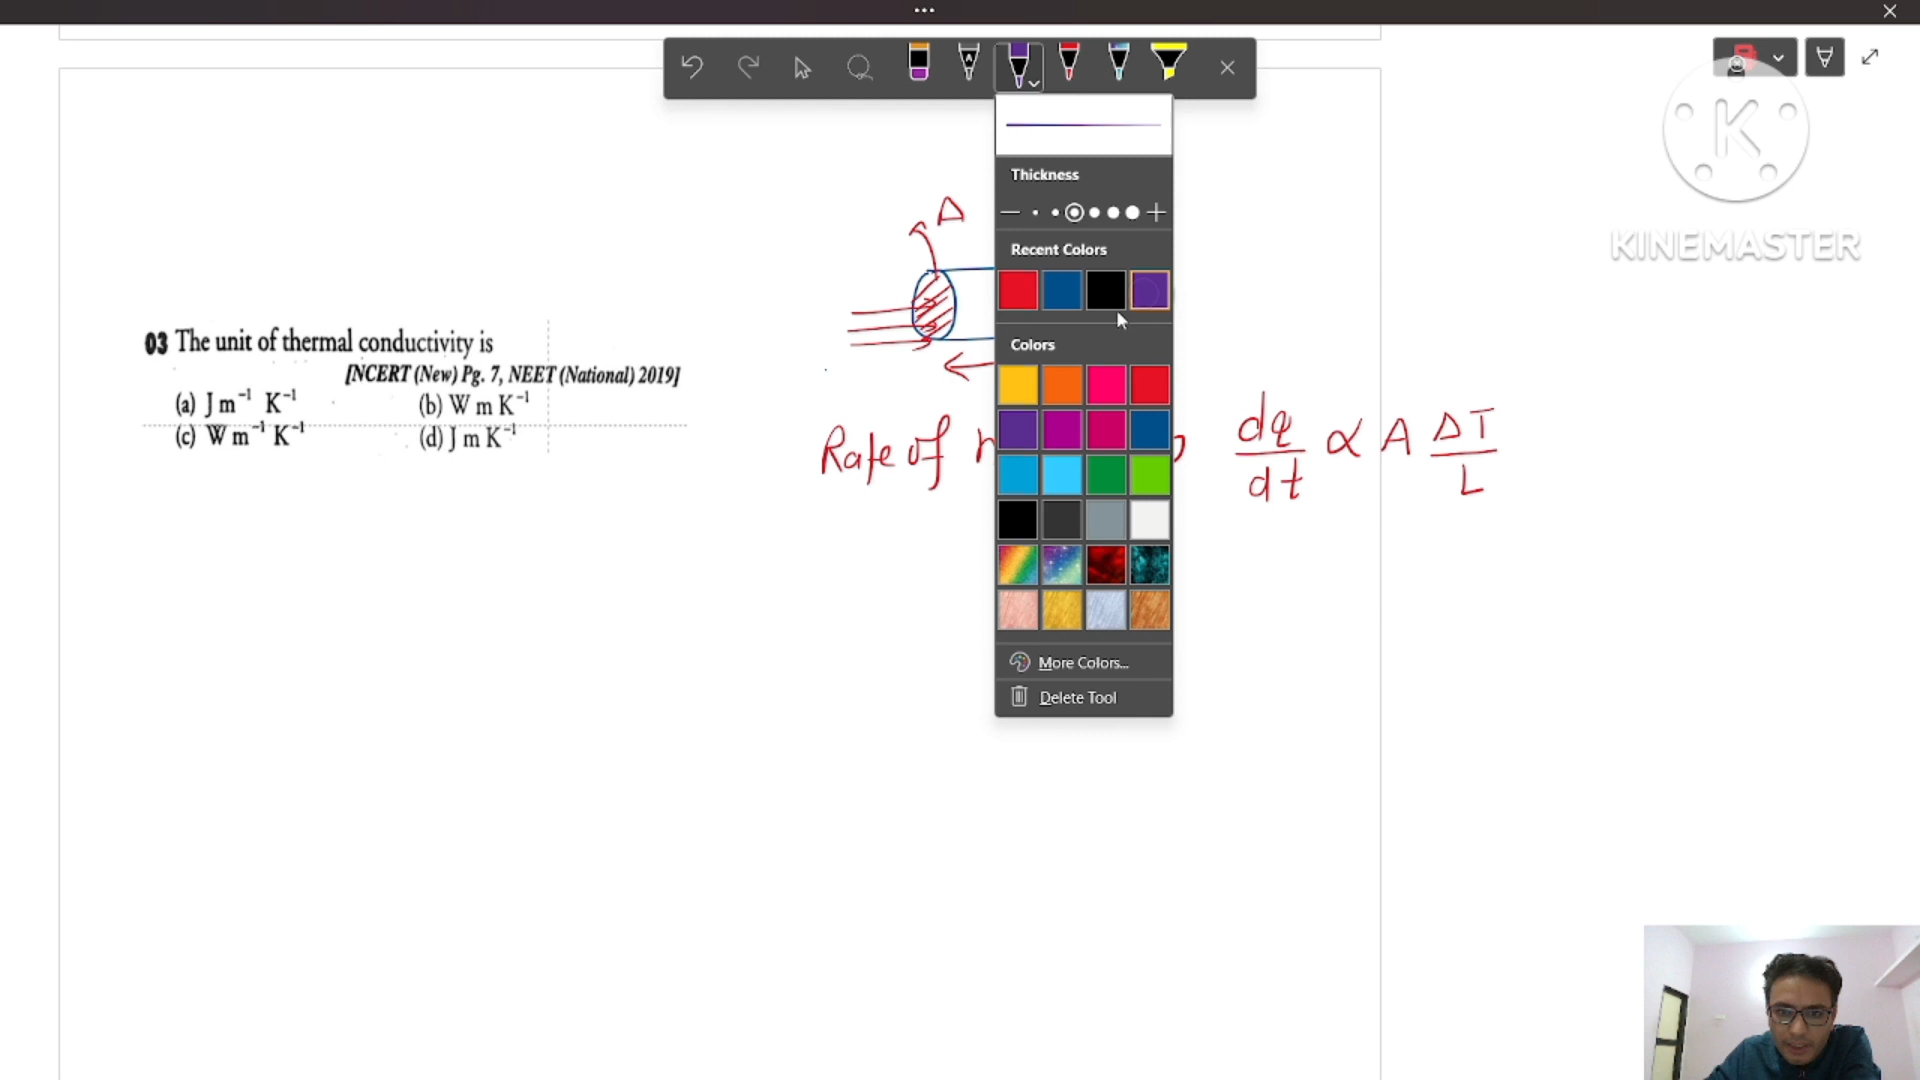 Thickness
Recent Colors
Colors
More Colors...
Delete Tool
KINEMASTER
03 The unit of thermal conductivity is
[NCERT (New) Pg. 7, NEET (National) 2019]
(a) J m⁻¹ K⁻¹ (b) W m K⁻¹
(c) W m⁻¹ K⁻¹ (d) J m K⁻¹
Rate of
dq/dt ∝ A ΔT/L